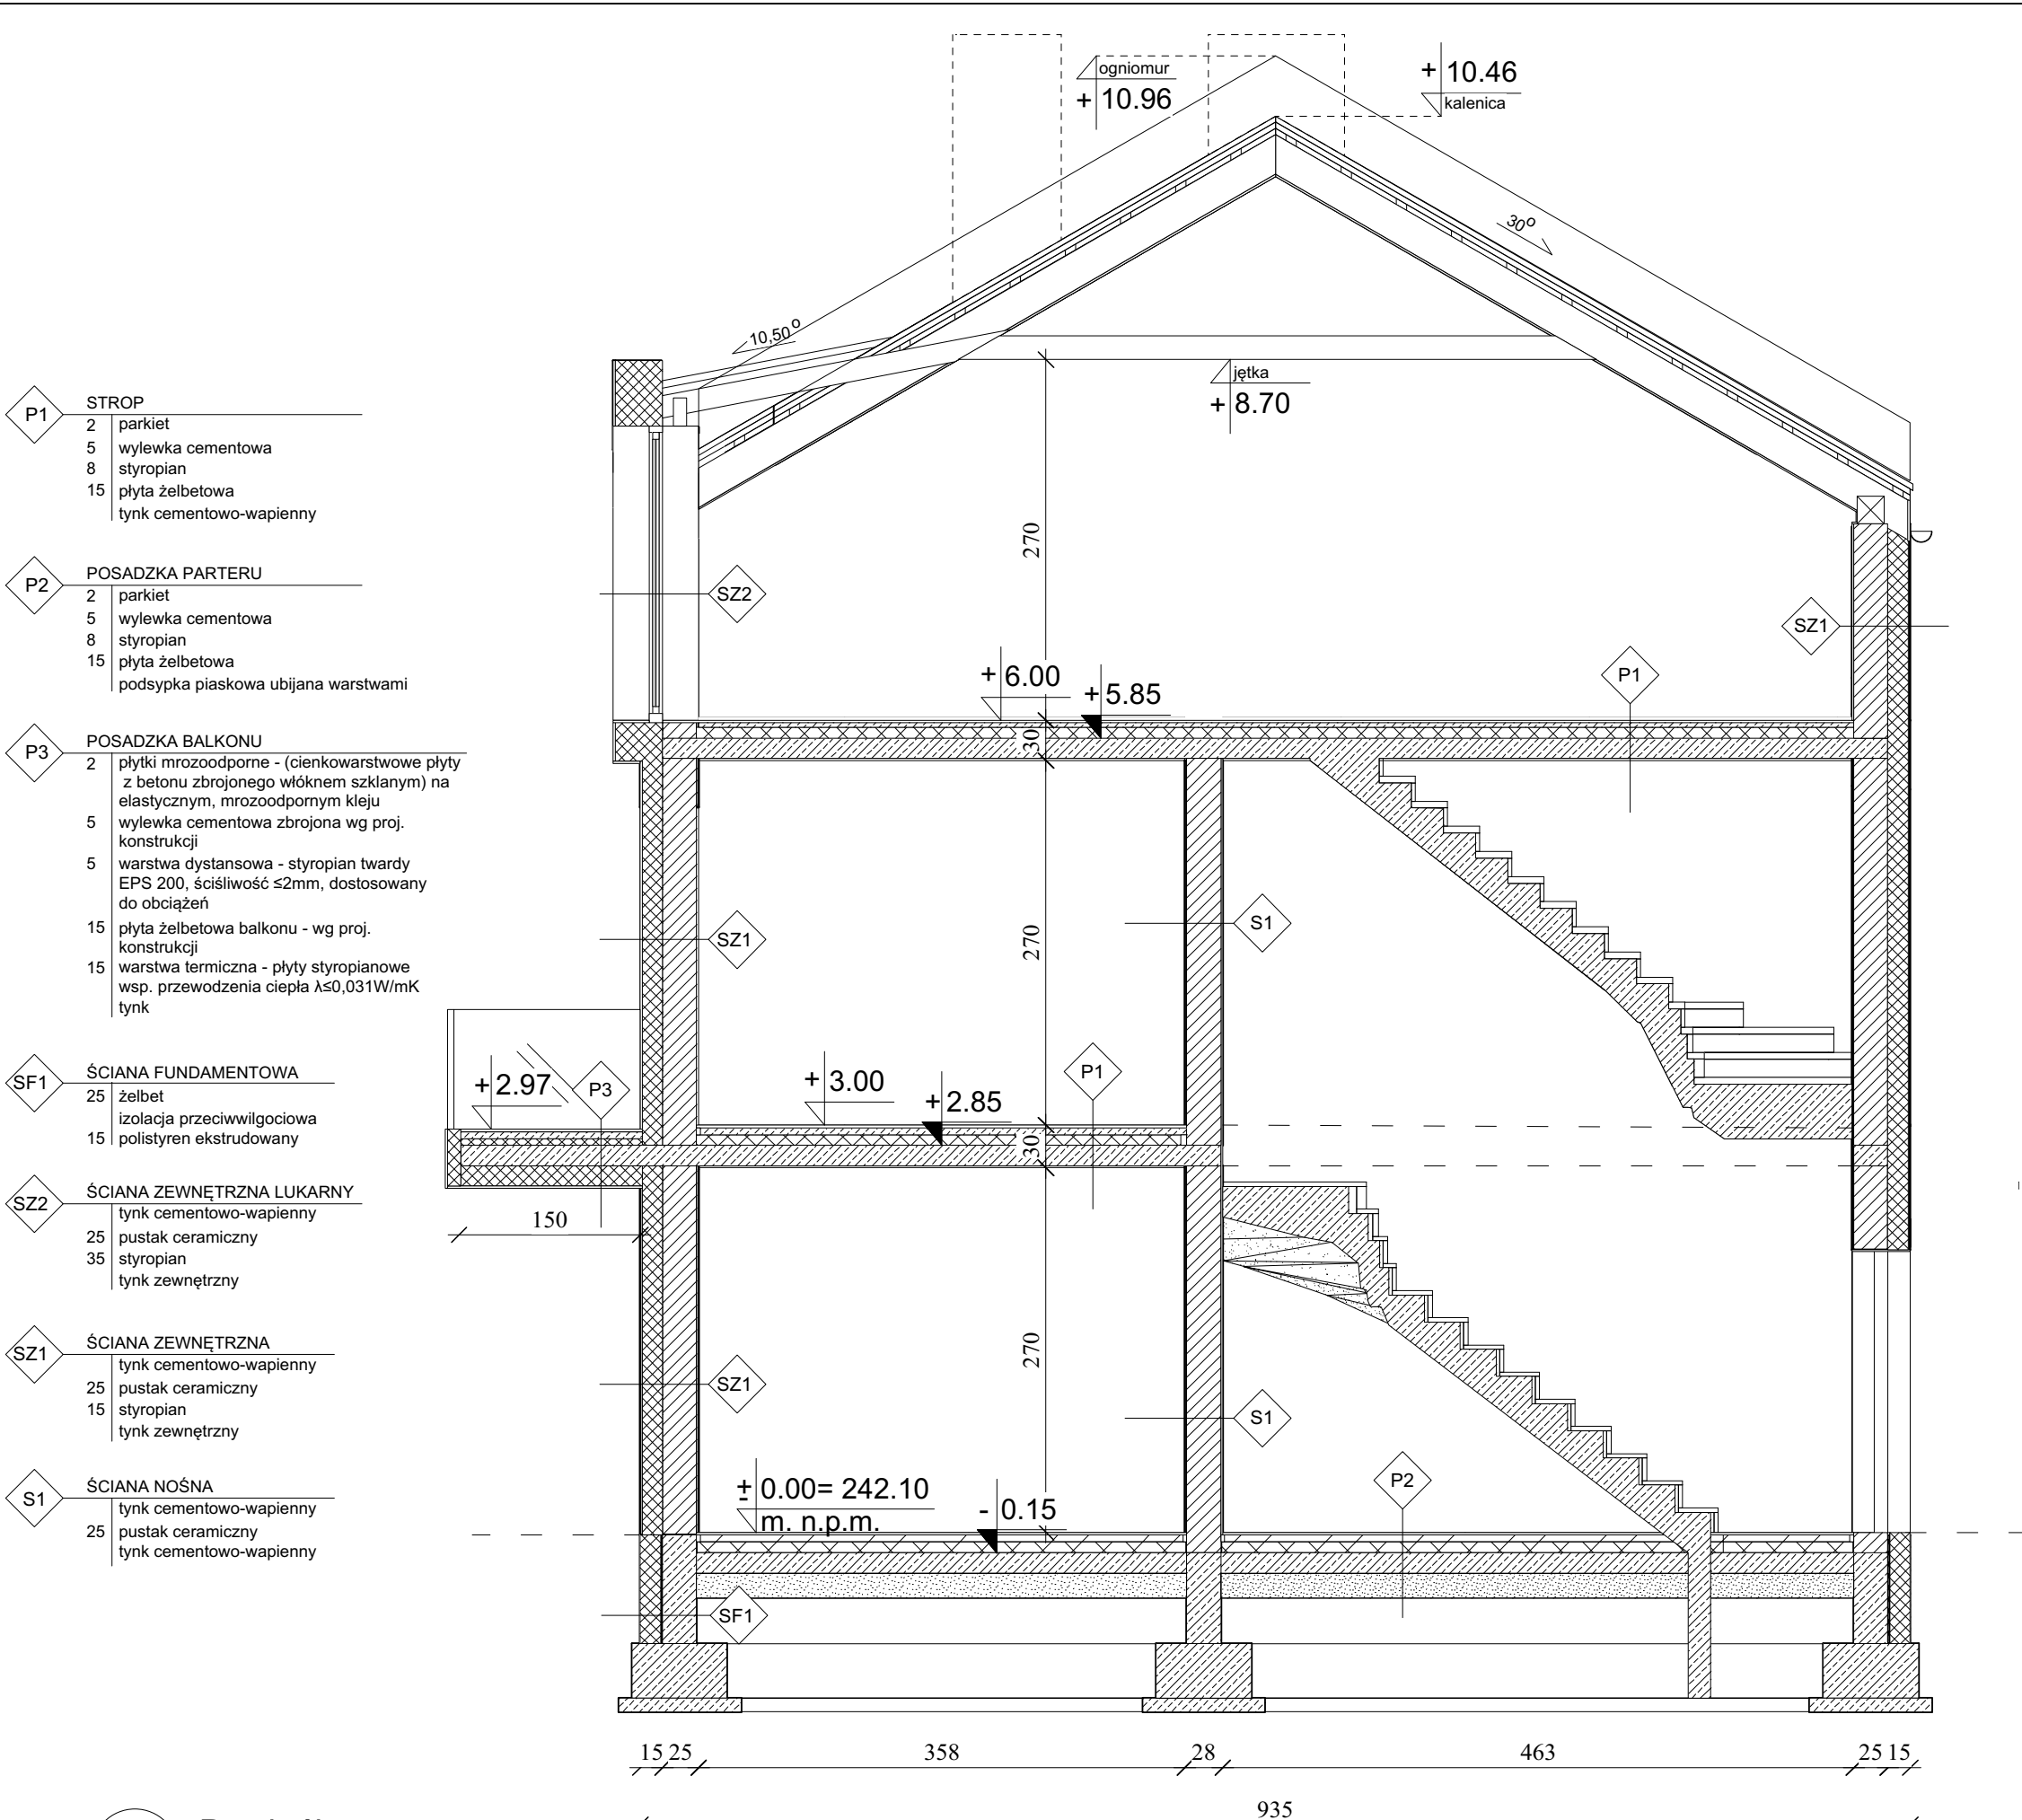 ogniomur
+ 10.96
+ 10.46
kalenica
30°
10,50°
jętka
+ 8.70
P1
STROP
2 parkiet
5 wylewka cementowa
8 styropian
15 płyta żelbetowa
tynk cementowo-wapienny
P2
POSADZKA PARTERU
2 parkiet
5 wylewka cementowa
8 styropian
15 płyta żelbetowa
podsypka piaskowa ubijana warstwami
P3
POSADZKA BALKONU
2 płytki mrozoodporne - (cienkowarstwowe płyty
z betonu zbrojonego włóknem szklanym) na
elastycznym, mrozoodpornym kleju
5 wylewka cementowa zbrojona wg proj.
konstrukcji
5 warstwa dystansowa - styropian twardy
EPS 200, ściśliwość ≤2mm, dostosowany
do obciążeń
15 płyta żelbetowa balkonu - wg proj.
konstrukcji
15 warstwa termiczna - płyty styropianowe
wsp. przewodzenia ciepła λ≤0,031W/mK
tynk
SF1
ŚCIANA FUNDAMENTOWA
25 żelbet
izolacja przeciwwilgociowa
15 polistyren ekstrudowany
SZ2
ŚCIANA ZEWNĘTRZNA LUKARNY
tynk cementowo-wapienny
25 pustak ceramiczny
35 styropian
tynk zewnętrzny
SZ1
ŚCIANA ZEWNĘTRZNA
tynk cementowo-wapienny
25 pustak ceramiczny
15 styropian
tynk zewnętrzny
S1
ŚCIANA NOŚNA
tynk cementowo-wapienny
25 pustak ceramiczny
tynk cementowo-wapienny
270
SZ2
SZ1
P1
+ 6.00
+ 5.85
30
270
SZ1
S1
+ 2.97
P3
+ 3.00
+ 2.85
P1
30
150
270
SZ1
S1
P2
± 0.00= 242.10
m. n.p.m.
- 0.15
SF1
15 25 358 28 463 25 15
935